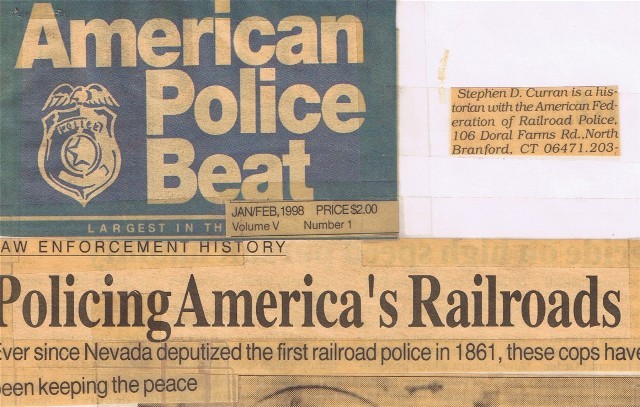 American
Police
Beat
POLICE
LARGEST IN TH
JAN/FEB, 1998 PRICE $2.00
Volume V Number 1
Stephen D. Curran is a his-
torian with the American Fed-
eration of Railroad Police,
106 Doral Farms Rd.,North
Branford, CT 06471.203-
AW ENFORCEMENT HISTORY
Policing America's Railroads
Ever since Nevada deputized the first railroad police in 1861, these cops have
been keeping the peace